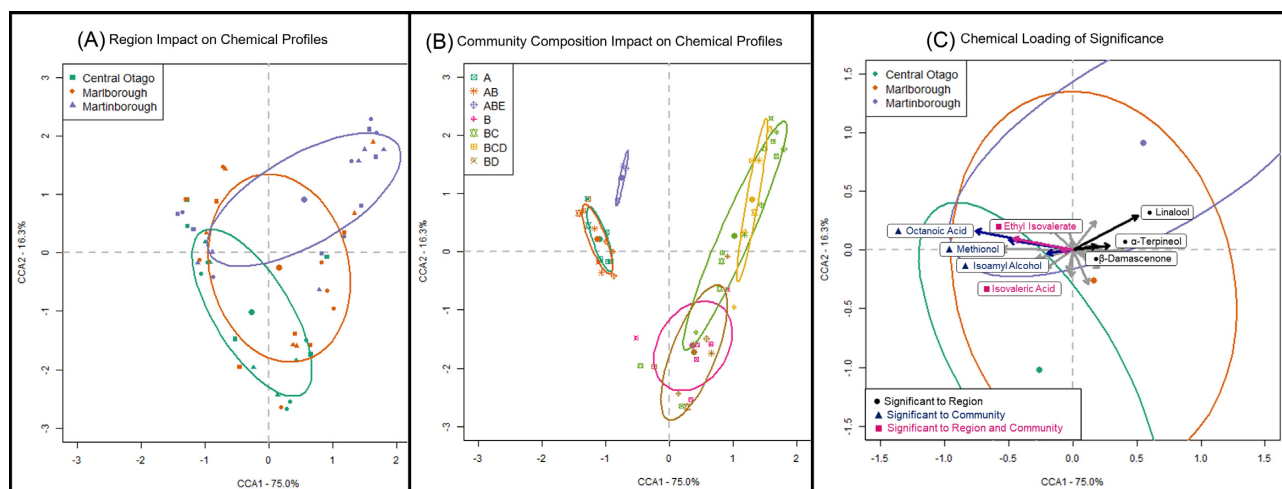 (A) Region Impact on Chemical Profiles
Central Otago
Marlborough
Martinborough
3
2
1
0
-1
-2
-3
CCA2 - 16.3%
-3
-2
-1
0
1
2
CCA1 - 75.0%
(B) Community Composition Impact on Chemical Profiles
A
AB
ABE
B
BC
BCD
BD
3
2
1
0
-1
-2
-3
CCA2 - 16.3%
-3
-2
-1
0
1
2
CCA1 - 75.0%
(C) Chemical Loading of Significance
Central Otago
Marlborough
Martinborough
1.5
1.0
0.5
0.0
-0.5
-1.0
-1.5
CCA2 - 16.3%
Ethyl Isovalerate
Linalool
Octanoic Acid
α-Terpineol
Methionol
β-Damascenone
Isoamyl Alcohol
Isovaleric Acid
Significant to Region
Significant to Community
Significant to Region and Community
-1.5
-1.0
-0.5
0.0
0.5
1.0
1.5
CCA1 - 75.0%